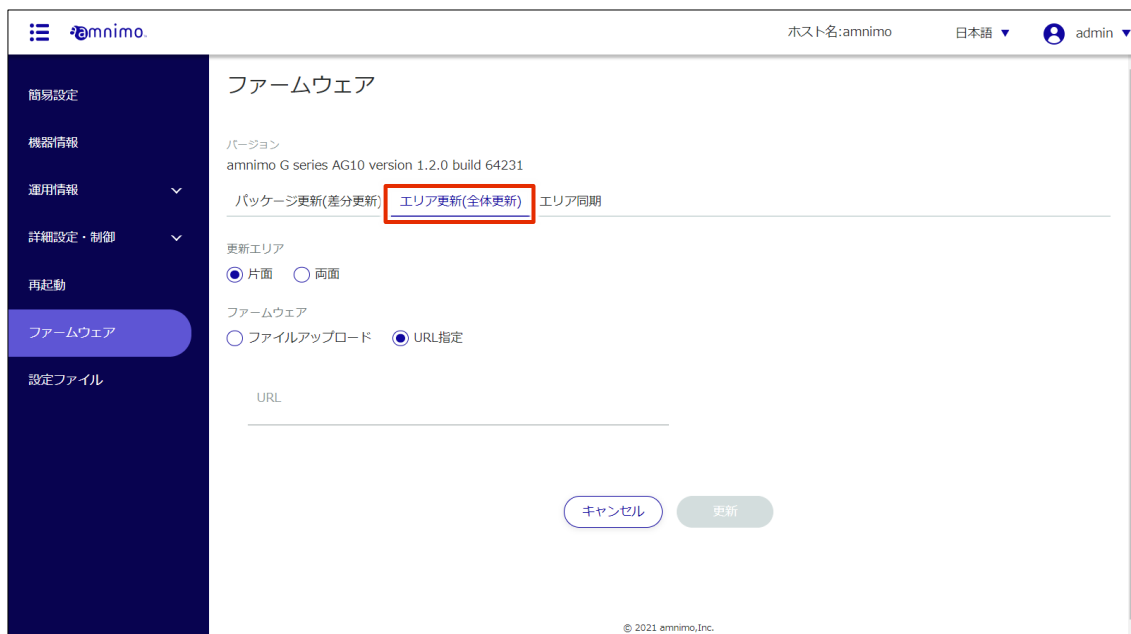 amnimo.
ホスト名:amnimo
日本語 ▼
admin ▼
簡易設定
機器情報
運用情報
詳細設定・制御
再起動
ファームウェア
設定ファイル
ファームウェア
バージョン
amnimo G series AG10 version 1.2.0 build 64231
パッケージ更新(差分更新) エリア更新(全体更新) エリア同期
更新エリア
片面 両面
ファームウェア
ファイルアップロード URL指定
URL
キャンセル 更新
© 2021 amnimo,Inc.